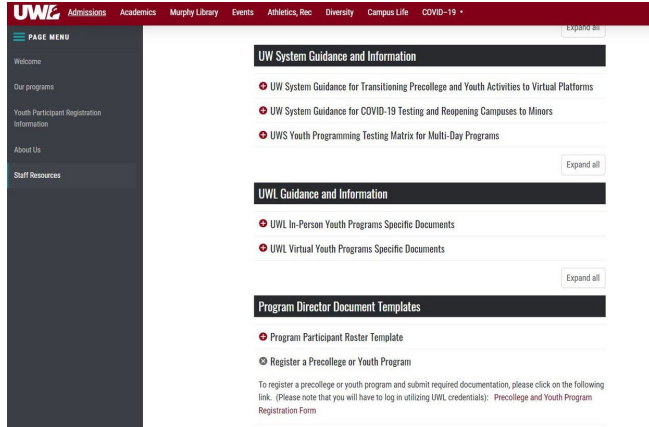 UWL Admissions Academics Murphy Library Events Athletics, Rec Diversity Campus Life COVID-19
PAGE MENU
Welcome
Our programs
Youth Participant Registration
Information
About Us
Staff Resources
Expand all
UW System Guidance and Information
UW System Guidance for Transitioning Precollege and Youth Activities to Virtual Platforms
UW System Guidance for COVID-19 Testing and Reopening Campuses to Minors
UWS Youth Programming Testing Matrix for Multi-Day Programs
Expand all
UWL Guidance and Information
UWL In-Person Youth Programs Specific Documents
UWL Virtual Youth Programs Specific Documents
Expand all
Program Director Document Templates
Program Participant Roster Template
Register a Precollege or Youth Program
To register a precollege or youth program and submit required documentation, please click on the following
link. (Please note that you will have to log in utilizing UWL credentials): Precollege and Youth Program
Registration Form